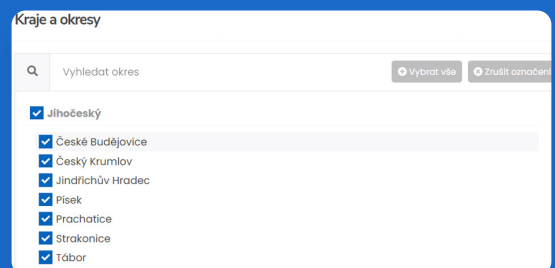 Kraje a okresy
Vyhledat okres Vybrat vše Zrušit označení
Jihočeský
České Budějovice
Český Krumlov
Jindřichův Hradec
Písek
Prachatice
Strakonice
Tábor